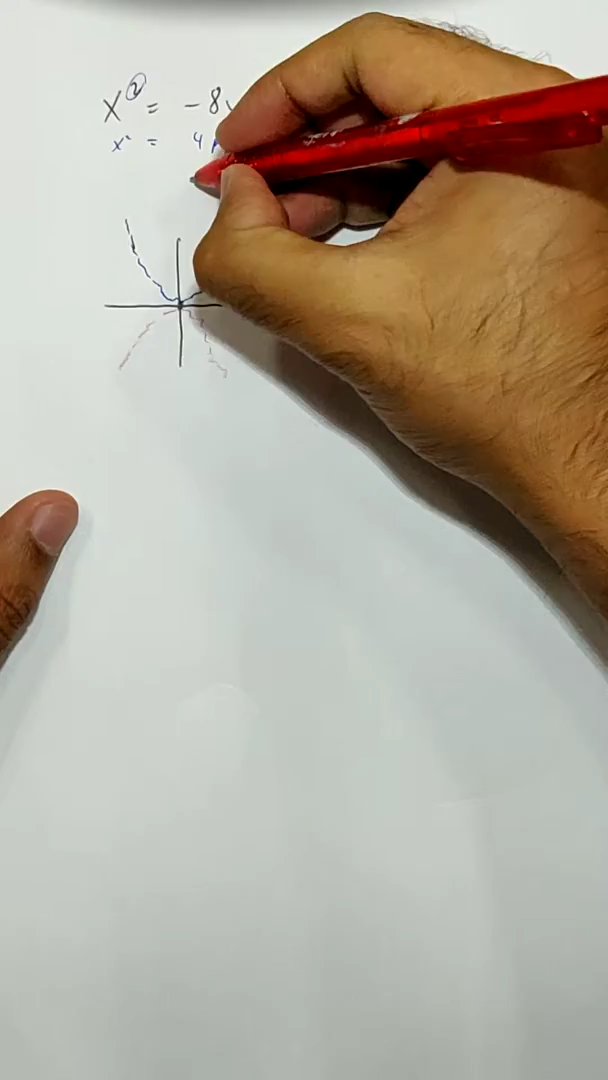 x² = -8
x² = 4